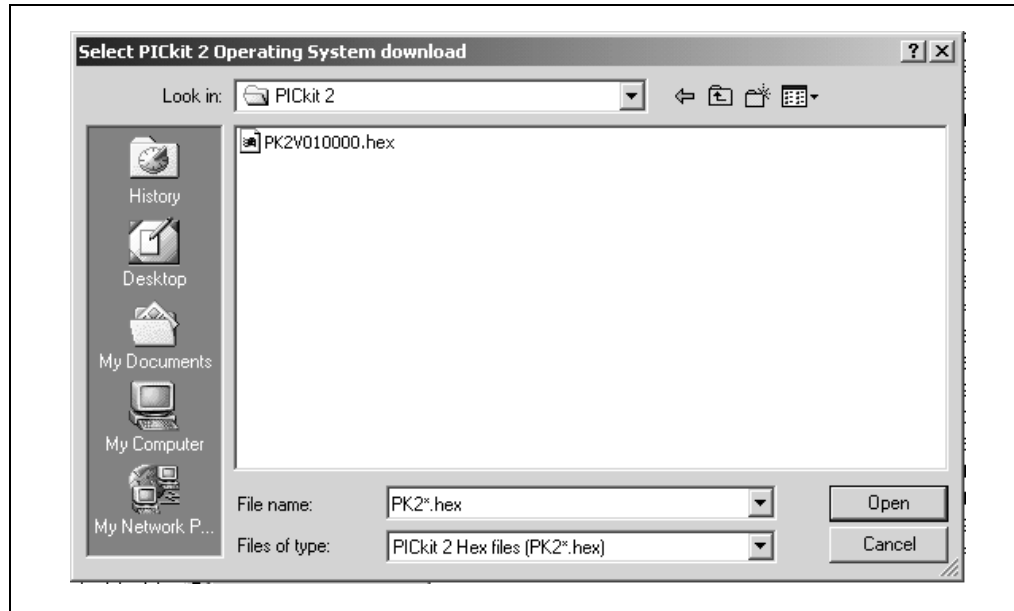 Select PICkit 2 Operating System download
Look in: PICkit 2
PK2V010000.hex
History
Desktop
My Documents
My Computer
My Network P...
File name: PK2*.hex Open
Files of type: PICkit 2 Hex files (PK2*.hex) Cancel